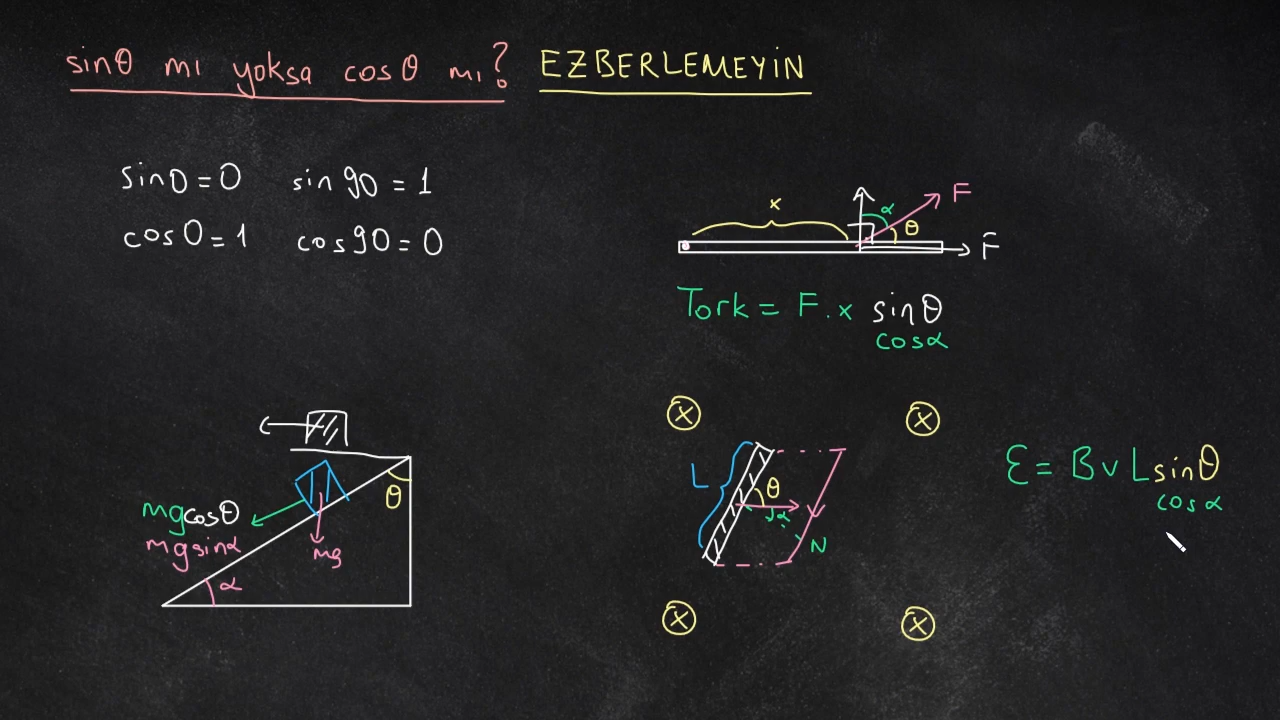 sinθ mı yoksa cosθ mı? EZBERLEMEYİN
sin0=0 sin90=1
cos0=1 cos90=0
x
α
F
θ
F
Tork = F.x sinθ
cosα
θ
mgcosθ
mgsinα
mg
α
x
x
L
θ
α
N
x
x
Ɛ = BvLsinθ
cosα